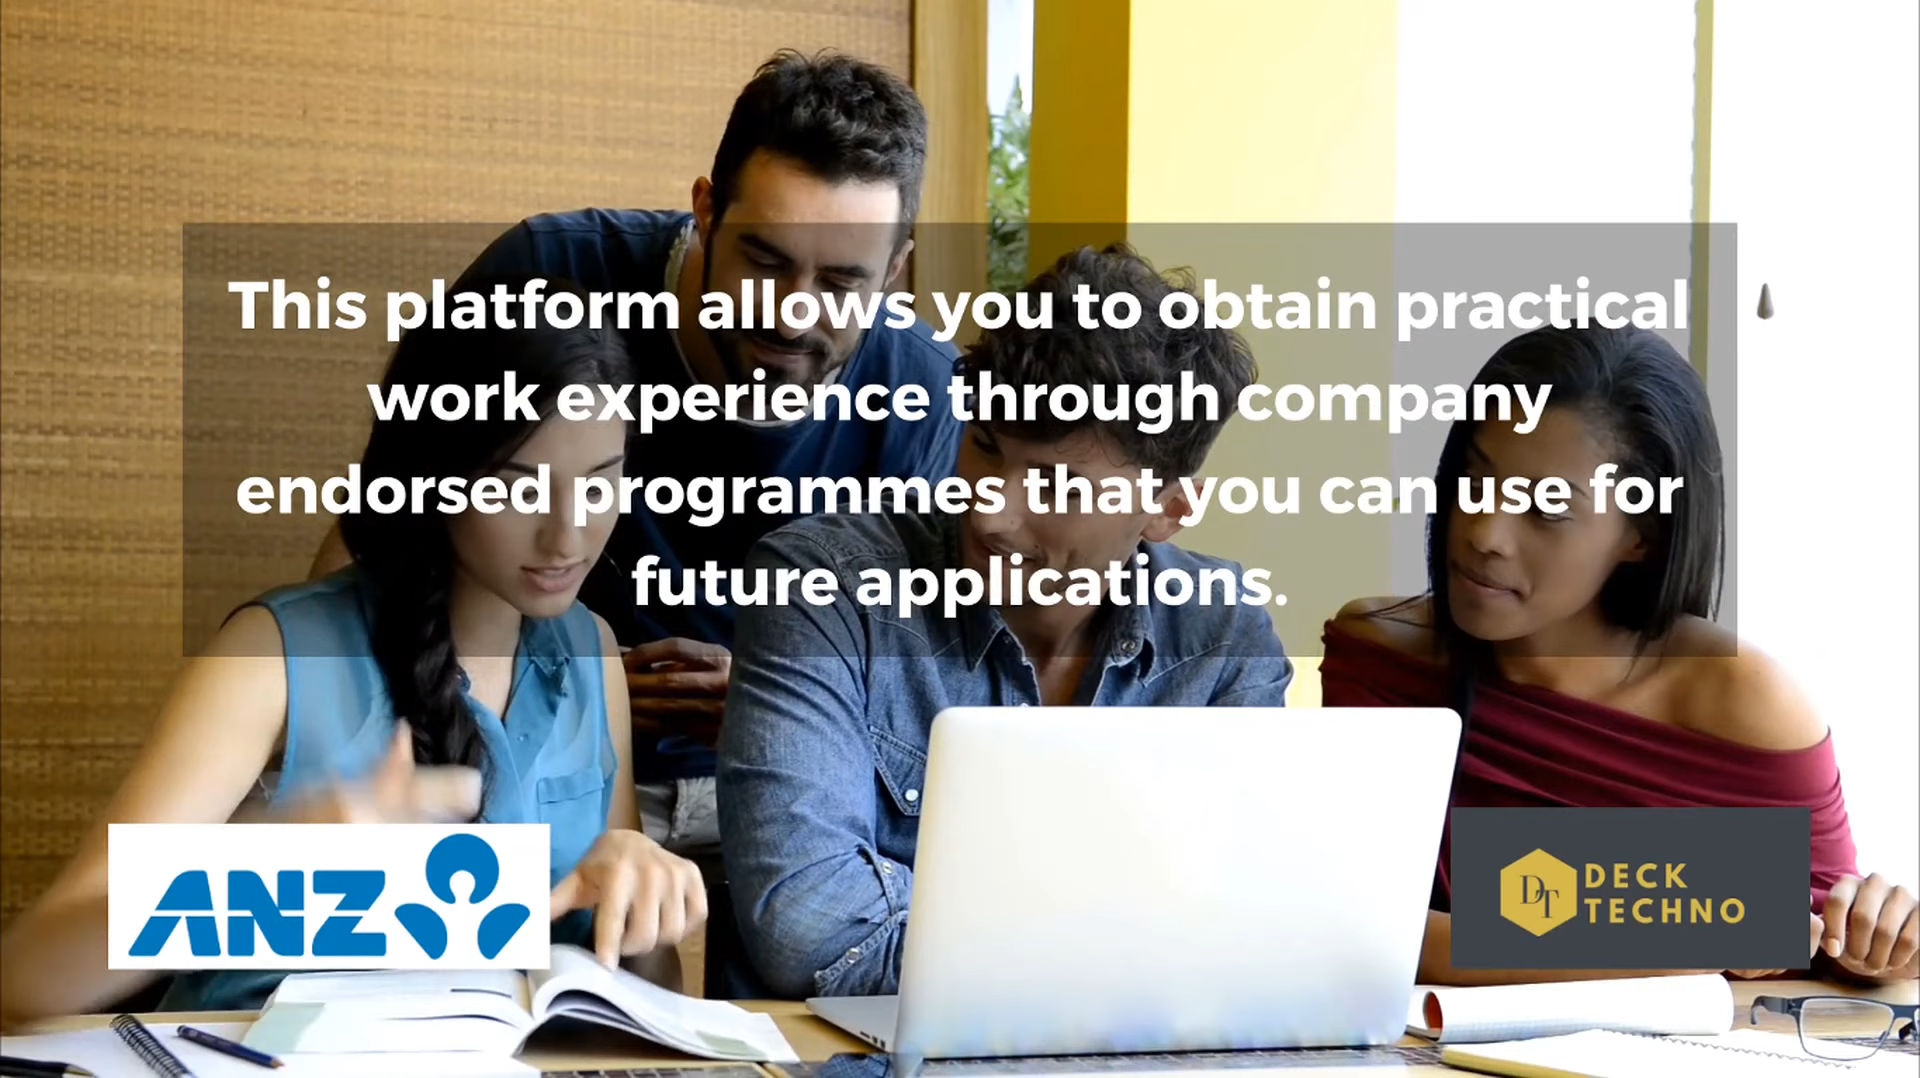 This platform allows you to obtain practical
work experience through company
endorsed programmes that you can use for
future applications.
ANZ
DT
DECK
TECHNO